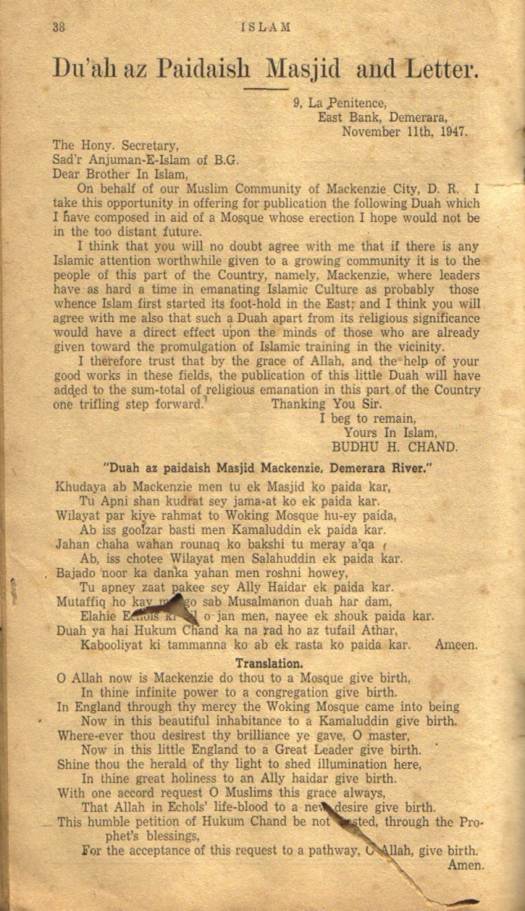 38
ISLAM
Du'ah az Paidaish Masjid and Letter.
9, La Penitence,
East Bank, Demerara,
November 11th, 1947.
The Hony. Secretary,
Sad'r Anjuman-E-Islam of B.G.
Dear Brother In Islam,
On behalf of our Muslim Community of Mackenzie City, D. R. I
take this opportunity in offering for publication the following Duah which
I have composed in aid of a Mosque whose erection I hope would not be
in the too distant future.
I think that you will no doubt agree with me that if there is any
Islamic attention worthwhile given to a growing community it is to the
people of this part of the Country, namely, Mackenzie, where leaders
have as hard a time in emanating Islamic Culture as probably those
whence Islam first started its foot-hold in the East; and I think you will
agree with me also that such a Duah apart from its religious significance
would have a direct effect upon the minds of those who are already
given toward the promulgation of Islamic training in the vicinity.
I therefore trust that by the grace of Allah, and the help of your
good works in these fields, the publication of this little Duah will have
added to the sum-total of religious emanation in this part of the Country
one trifling step forward. Thanking You Sir.
I beg to remain,
Yours In Islam,
BUDHU H. CHAND.
"Duah az paidaish Masjid Mackenzie, Demerara River."
Khudaya ab Mackenzie men tu ek Masjid ko paida kar,
Tu Apni shan kudrat sey jama-at ko ek paida kar.
Wilayat par kiye rahmat to Woking Mosque hu-ey paida,
Ab iss goolzar basti men Kamaluddin ek paida kar.
Jahan chaha wahan rounaq ko bakshi tu meray a'qa
Ab, iss chotee Wilayat men Salahuddin ek paida kar.
Bajado noor ka danka yahan men roshni howey,
Tu apney zaat pakee sey Ally Haidar ek paida kar.
Mutaffiq ho kay sab Musalmanon duah har dam,
Elahie Echols jan men, nayee ek shouk paida kar.
Duah ya hai Hukum Chand ka na rad ho az tufail Athar,
Kabooliyat ki tammanna ko ab ek rasta ko paida kar. Ameen.
Translation.
O Allah now is Mackenzie do thou to a Mosque give birth,
In thine infinite power to a congregation give birth.
In England through thy mercy the Woking Mosque came into being
Now in this beautiful inhabitance to a Kamaluddin give birth.
Where-ever thou desirest thy brilliance ye gave, O master,
Now in this little England to a Great Leader give birth.
Shine thou the herald of thy light to shed illumination here,
In thine great holiness to an Ally haidar give birth.
With one accord request O Muslims this grace always,
That Allah in Echols' life-blood to a new desire give birth.
This humble petition of Hukum Chand be not through the Pro-
phet's blessings,
For the acceptance of this request to a pathway, O Allah, give birth.
Amen.